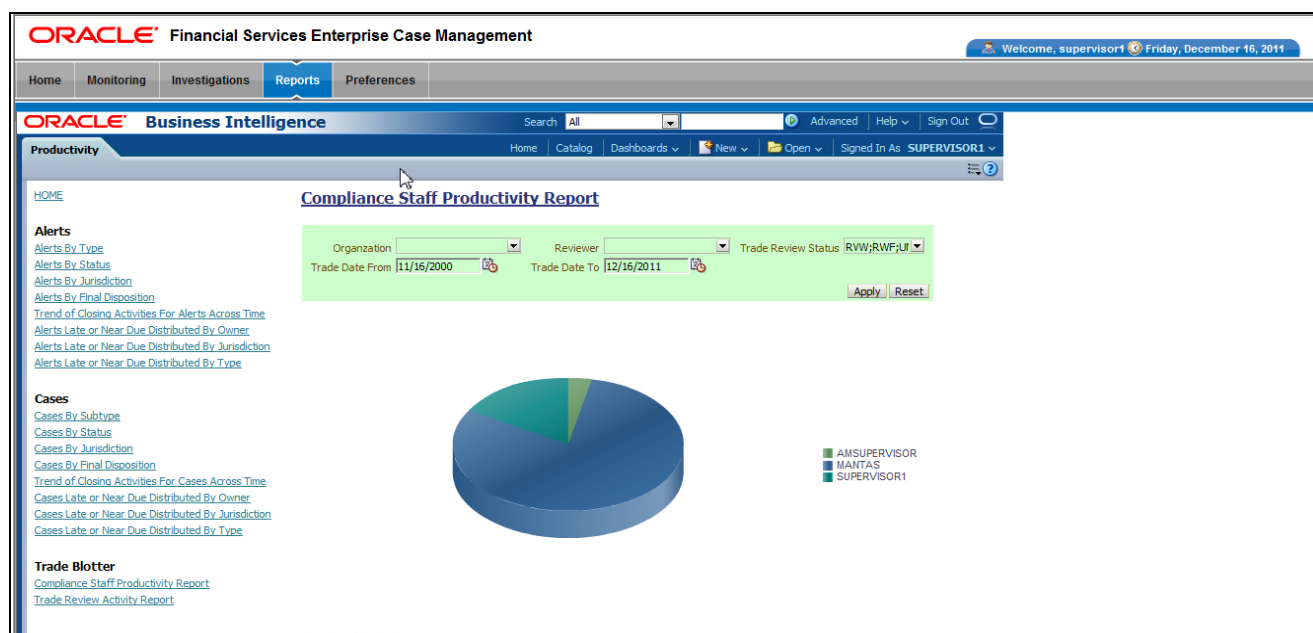 ORACLE Financial Services Enterprise Case Management
Welcome, supervisor1 Friday, December 16, 2011
Home Monitoring Investigations Reports Preferences
ORACLE Business Intelligence
Search All Advanced Help Sign Out
Productivity
Home Catalog Dashboards New Open Signed In As SUPERVISOR1
HOME
Compliance Staff Productivity Report
Alerts
Alerts By Type
Alerts By Status
Alerts By Jurisdiction
Alerts By Final Disposition
Trend of Closing Activities For Alerts Across Time
Alerts Late or Near Due Distributed By Owner
Alerts Late or Near Due Distributed By Jurisdiction
Alerts Late or Near Due Distributed By Type
Organzation Reviewer Trade Review Status RVW;RWF;
Trade Date From 11/16/2000 Trade Date To 12/16/2011
Apply Reset
Cases
Cases By Subtype
Cases By Status
Cases By Jurisdiction
Cases By Final Disposition
Trend of Closing Activities For Cases Across Time
Cases Late or Near Due Distributed By Owner
Cases Late or Near Due Distributed By Jurisdiction
Cases Late or Near Due Distributed By Type
AMSUPERVISOR
MANTAS
SUPERVISOR1
Trade Blotter
Compliance Staff Productivity Report
Trade Review Activity Report